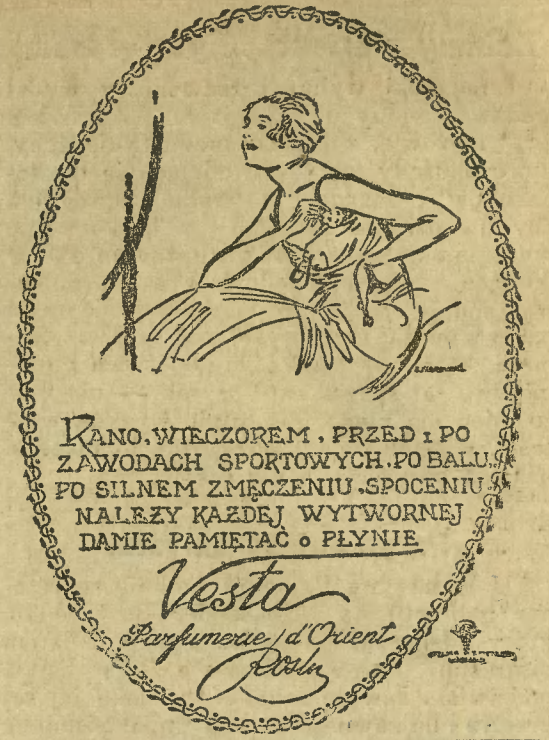 RANO, WIECZOREM, PRZED I PO
ZAWODACH SPORTOWYCH, PO BALU,
PO SILNEM ZMĘCZENIU, SPOCENIU
NALEŻY KAŻDEJ WYTWORNEJ
DAMIE PAMIĘTAĆ O PŁYNIE
Vesta
Parfumerie d'Orient